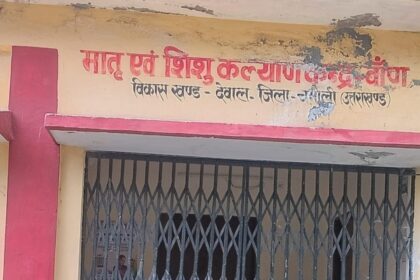 मातृ एवं शिशु कल्याण केन्द्र-वाँण
विकास खण्ड - देवाल - जिला - चमोली (उत्तराखण्ड)